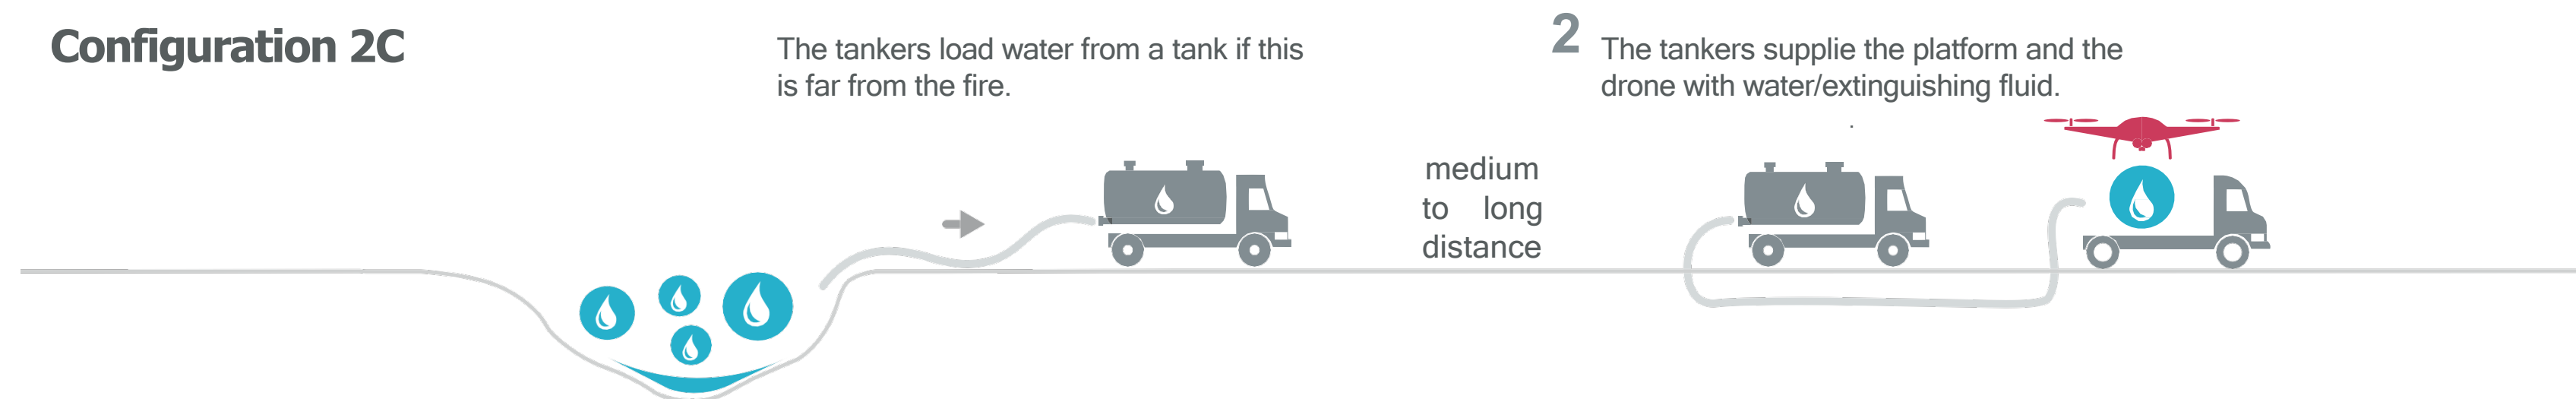 Configuration 2C
The tankers load water from a tank if this
is far from the fire.
medium
to long
distance
2
The tankers supplie the platform and the
drone with water/extinguishing fluid.
.